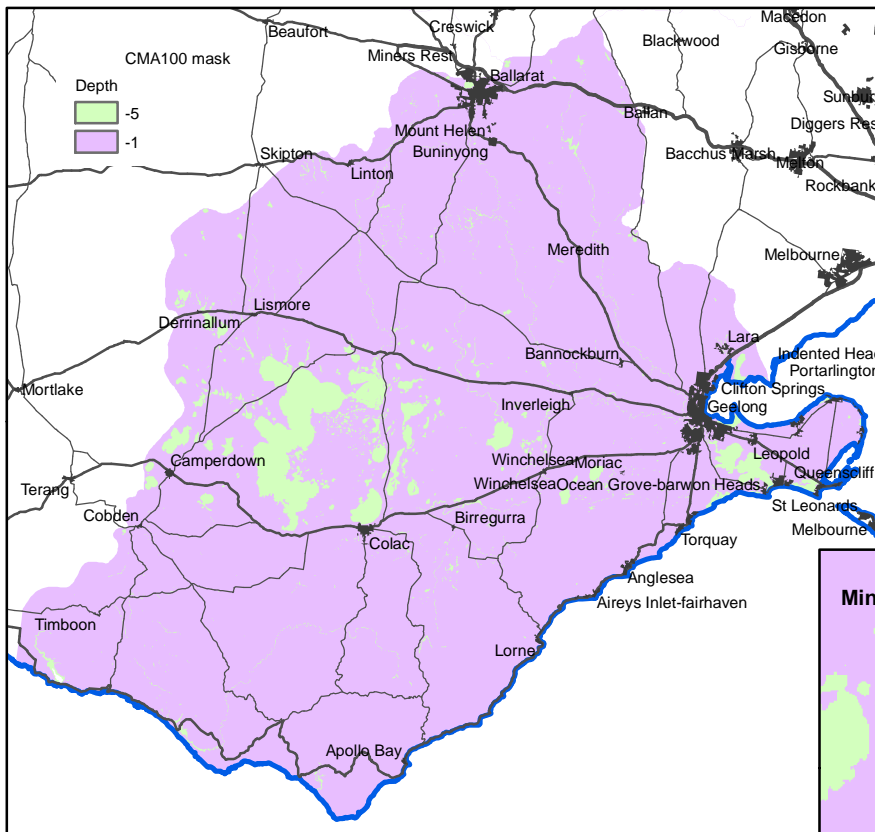 Macedon
Creswick
Beaufort
Blackwood
Gisborne
Miners Rest
CMA100 mask
Ballarat
Depth
-5
-1
Ballan
Diggers Res
Mount Helen
Buninyong
Bacchus Marsh
Melton
Skipton
Linton
Rockbank
Meredith
Melbourne
Lismore
Derrinallum
Lara
Bannockburn
Indented Head
Portarlington
Mortlake
Clifton Springs
Inverleigh
Geelong
Leopold
Camperdown
Winchelsea
Moriac
Queenscliff
Terang
Winchelsea
Ocean Grove-barwon Heads
St Leonards
Cobden
Birregurra
Melbourne
Colac
Torquay
Anglesea
Min
Aireys Inlet-fairhaven
Timboon
Lorne
Apollo Bay